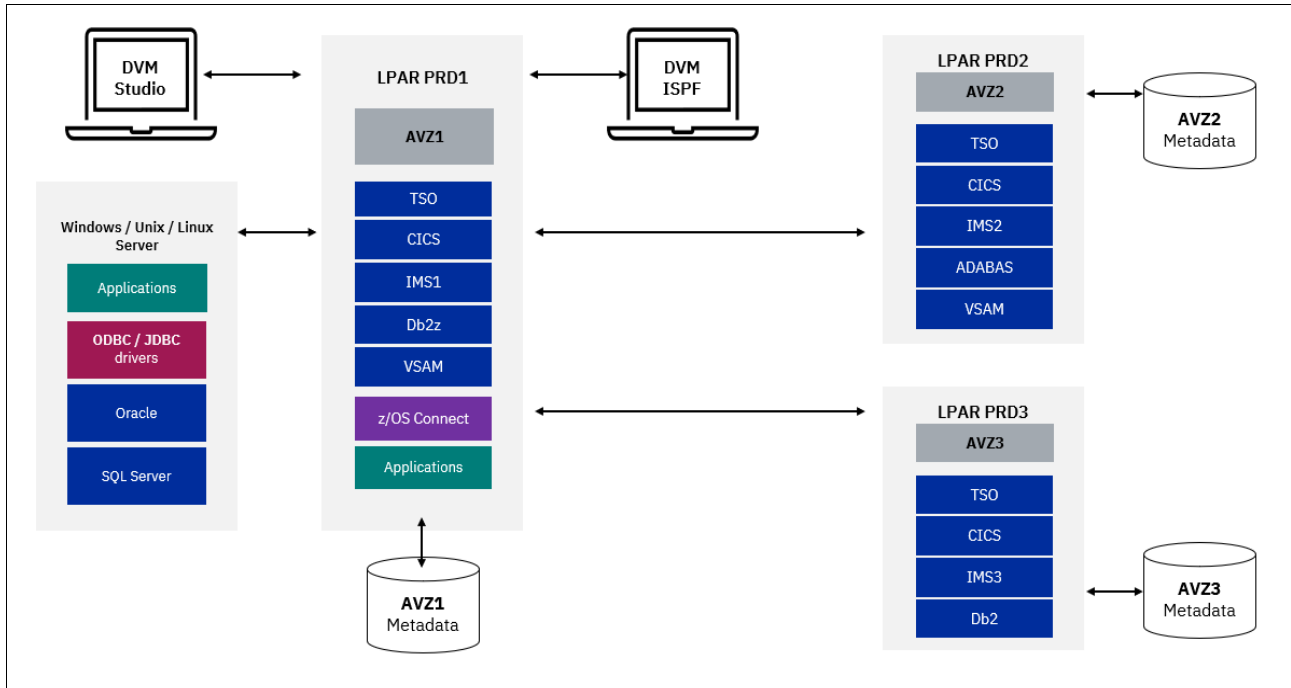 DVM
Studio
LPAR PRD1
AVZ1
TSO
CICS
IMS1
Db2z
VSAM
z/OS Connect
Applications
DVM
ISPF
Windows / Unix / Linux
Server
Applications
ODBC / JDBC
drivers
Oracle
SQL Server
AVZ1
Metadata
LPAR PRD2
AVZ2
TSO
CICS
IMS2
ADABAS
VSAM
AVZ2
Metadata
LPAR PRD3
AVZ3
TSO
CICS
IMS3
Db2
AVZ3
Metadata